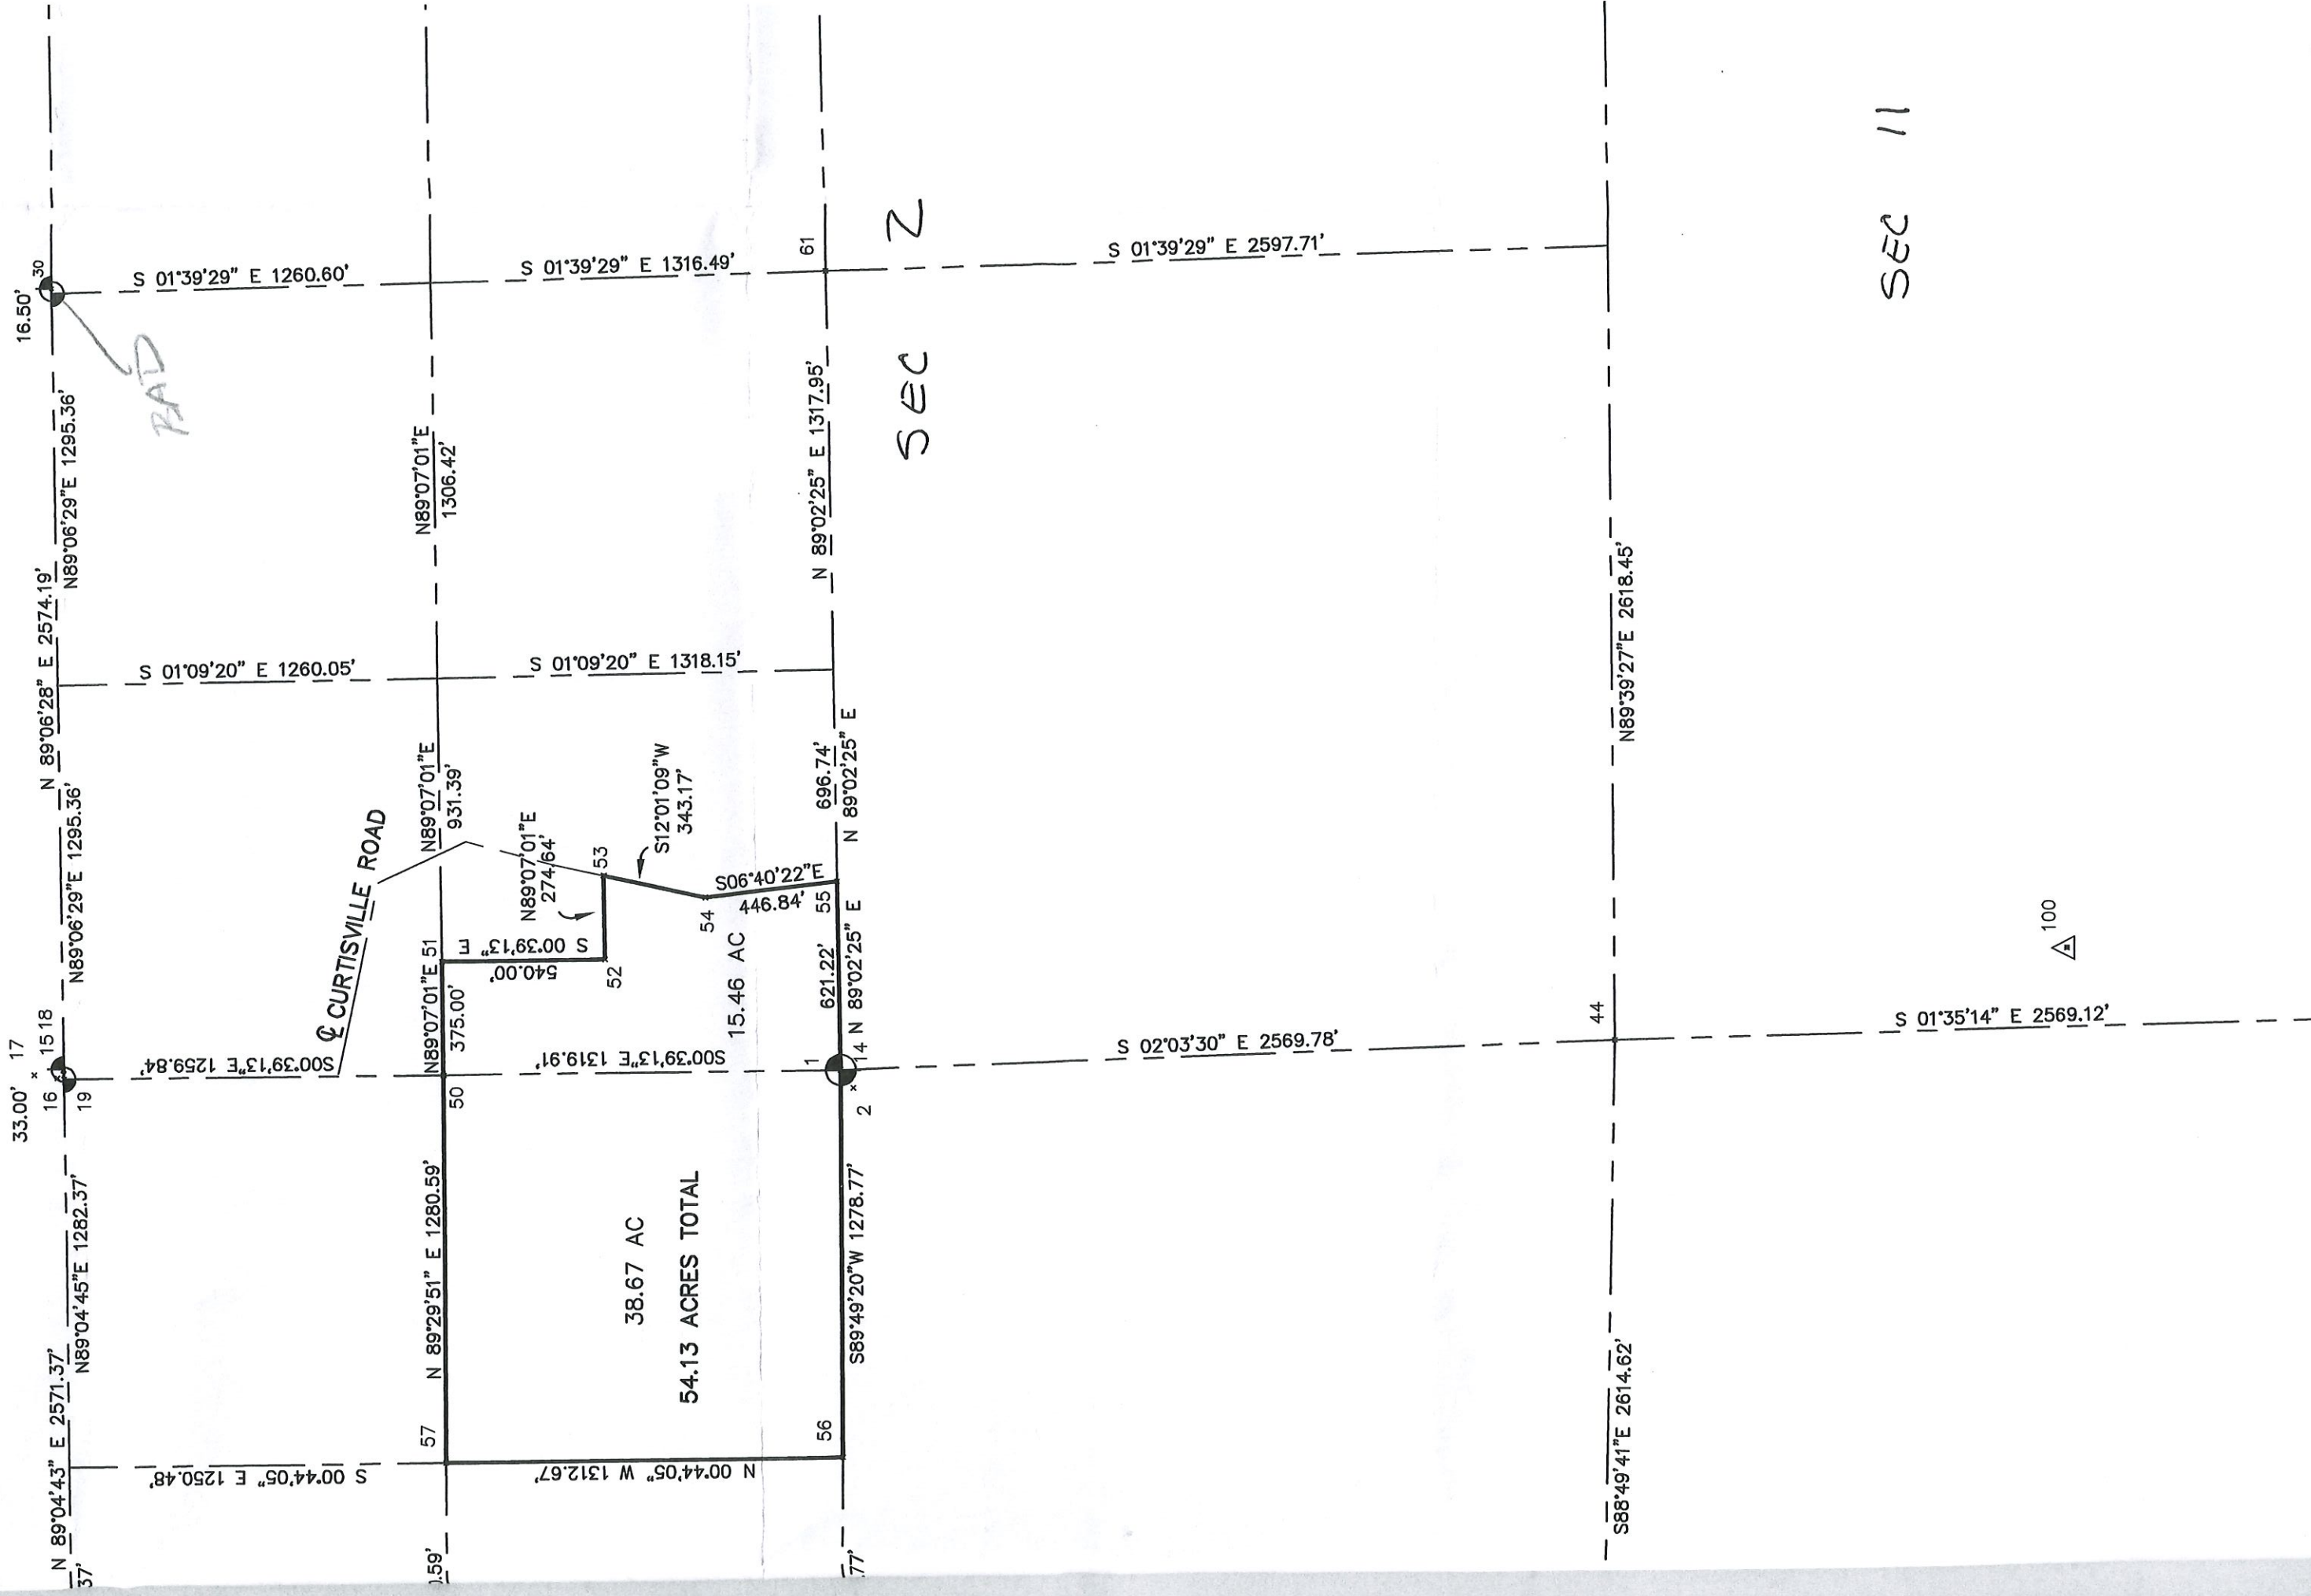 16.50'
30
S 01°39'29" E 1260.60'
S 01°39'29" E 1316.49'
61
S 01°39'29" E 2597.71'
SEC 2
SEC 11
RAD
N 89°06'28" E 2574.19'
N89°06'29"E 1295.36'
N89°06'29"E 1295.36'
N89°07'01"E
1306.42'
N 89°02'25" E 1317.95'
N89°39'27"E 2618.45'
S 01°09'20" E 1260.05'
S 01°09'20" E 1318.15'
N89°07'01"E
931.39'
℄ CURTISVILLE ROAD
N89°07'01"E
274.64'
S12°01'09"W
343.17'
696.74'
N 89°02'25" E
53
S06°40'22"E
446.84'
54
55
51
S 00°39'13" E
540.00'
52
15.46 AC
621.22'
N 89°02'25" E
N89°07'01"E
375.00'
33.00'
17
15 18
16
19
S00°39'13"E 1259.84'
50
S00°39'13"E 1319.91'
1
14
2
S 02°03'30" E 2569.78'
44
S 01°35'14" E 2569.12'
100
N 89°04'43" E 2571.37'
N89°04'45"E 1282.37'
N 89°29'51" E 1280.59'
38.67 AC
54.13 ACRES TOTAL
S89°49'20"W 1278.77'
S88°49'41"E 2614.62'
57
56
S 00°44'05" E 1250.48'
N 00°44'05" W 1312.67'
37'
.59'
.77'